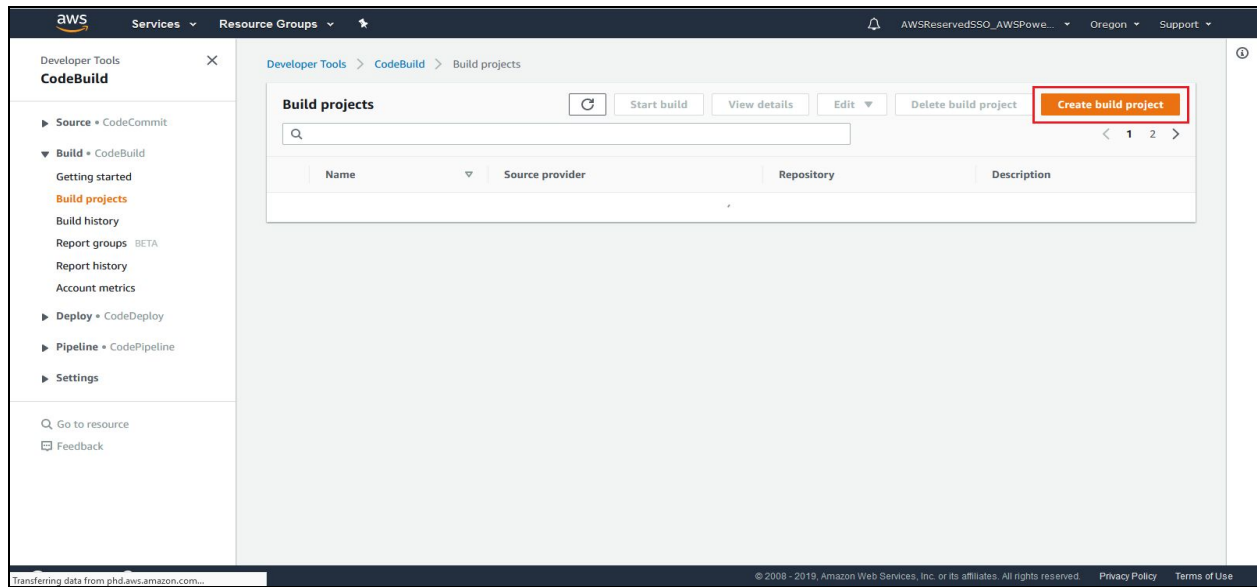 aws Services Resource Groups AWSReservedSSO_AWSPowe... Oregon Support
Developer Tools
CodeBuild
Source • CodeCommit
Build • CodeBuild
Getting started
Build projects
Build history
Report groups BETA
Report history
Account metrics
Deploy • CodeDeploy
Pipeline • CodePipeline
Settings
Go to resource
Feedback
Developer Tools > CodeBuild > Build projects
Build projects Start build View details Edit Delete build project Create build project
< 1 2 >
Name Source provider Repository Description
Transferring data from phd.aws.amazon.com...
© 2008 - 2019, Amazon Web Services, Inc. or its affiliates. All rights reserved. Privacy Policy Terms of Use